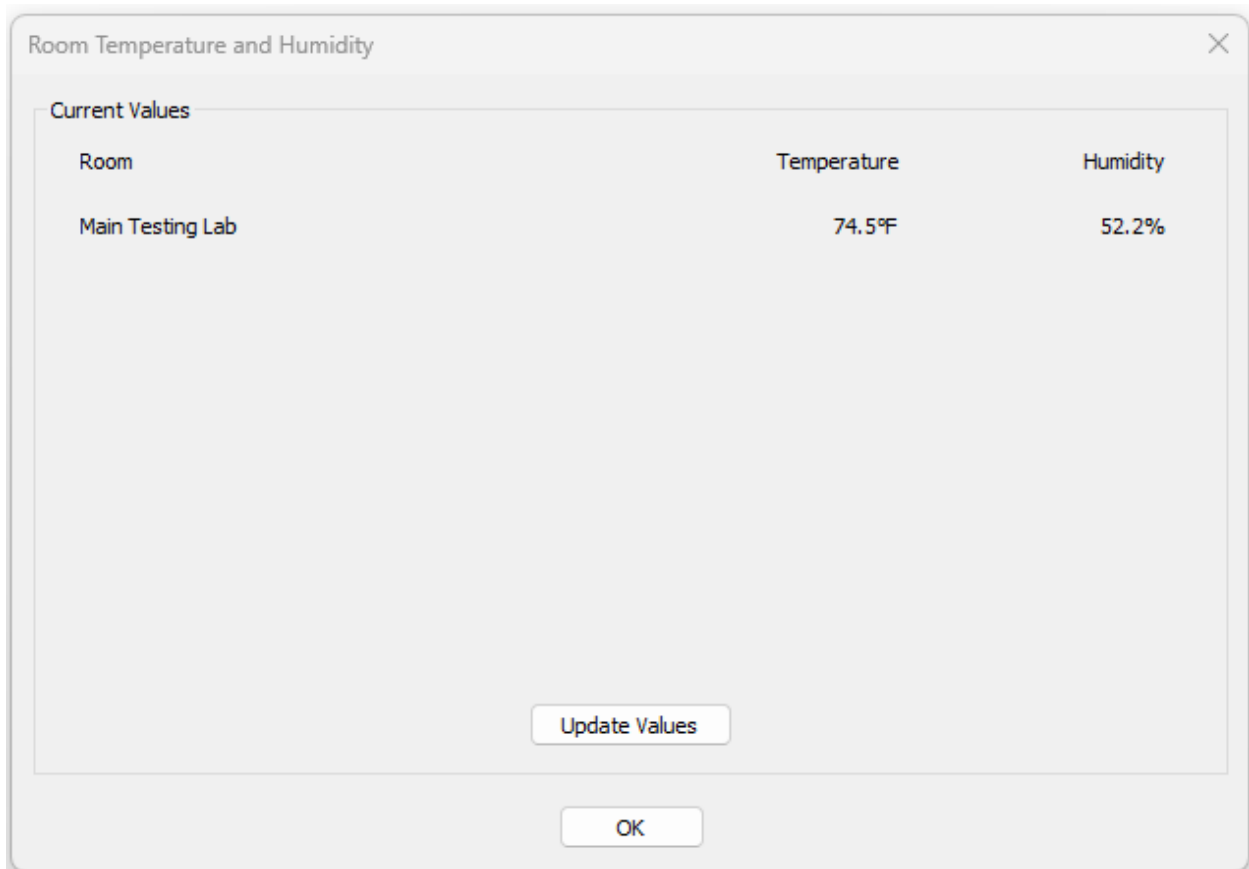 Room Temperature and Humidity
Current Values
Room Temperature Humidity
Main Testing Lab 74.5°F 52.2%
Update Values
OK